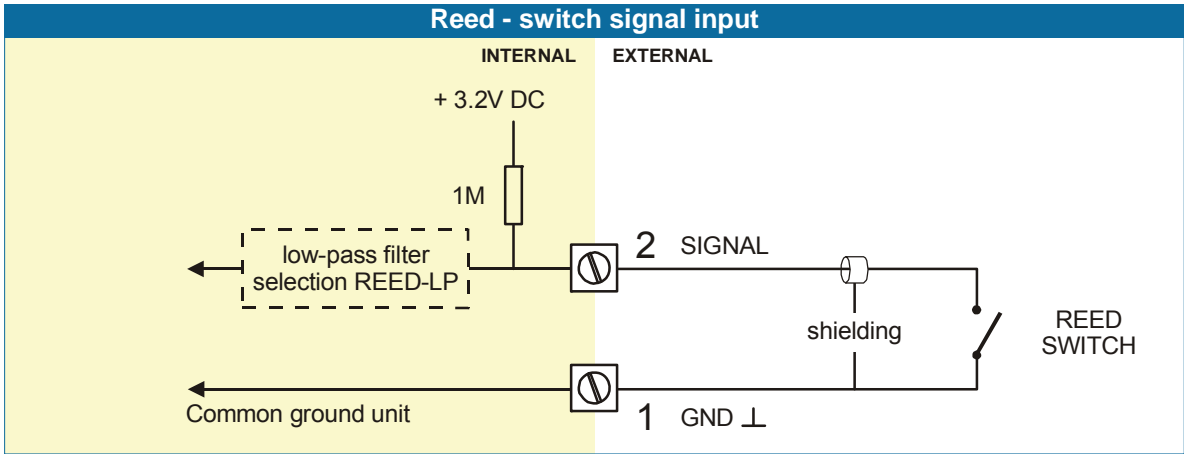 Reed - switch signal input
INTERNAL EXTERNAL
+ 3.2V DC
1M
low-pass filter
selection REED-LP
2 SIGNAL
shielding
REED
SWITCH
Common ground unit
1 GND ⊥